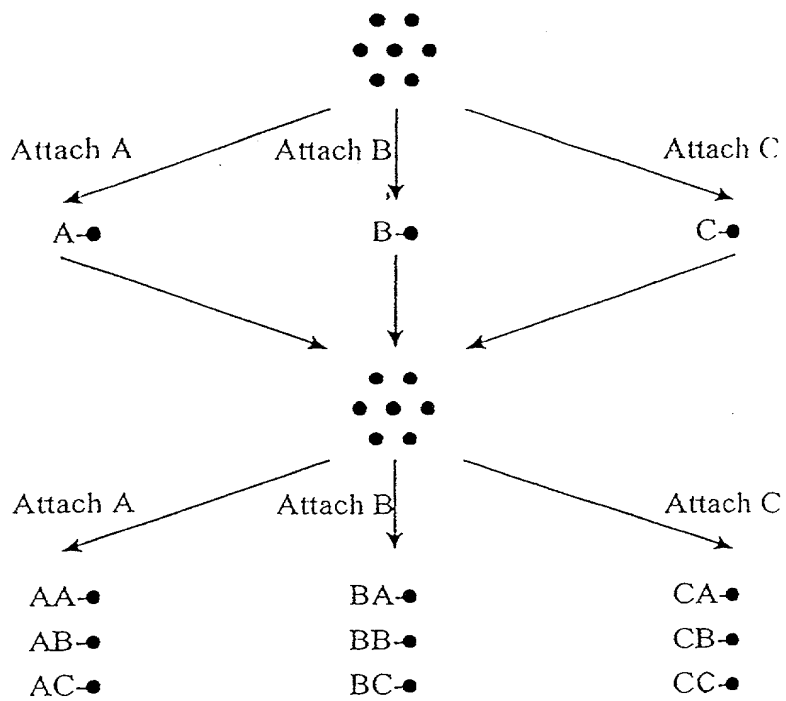 Attach A Attach B Attach C
A B C
Attach A Attach B Attach C
AA BA CA
AB BB CB
AC BC CC